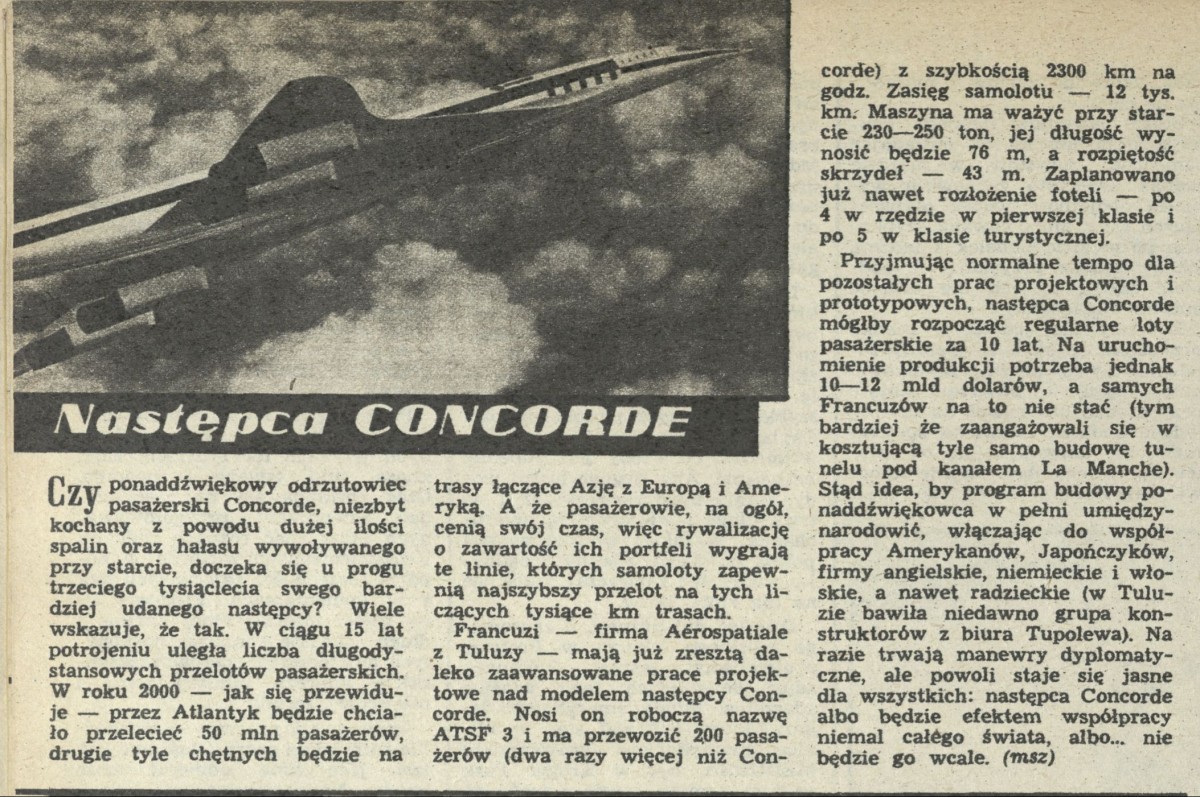 Następca CONCORDE
Czy ponaddźwiękowy odrzutowiec
pasażerski Concorde, niezbyt
kochany z powodu dużej ilości
spalin oraz hałasu wywoływanego
przy starcie, doczeka się u progu
trzeciego tysiąclecia swego bar-
dziej udanego następcy? Wiele
wskazuje, że tak. W ciągu 15 lat
potrojeniu uległa liczba długody-
stansowych przelotów pasażerskich.
W roku 2000 — jak się przewidu-
je — przez Atlantyk będzie chcia-
ło przelecieć 50 mln pasażerów,
drugie tyle chętnych będzie na
trasy łączące Azję z Europą i Ame-
ryką. A że pasażerowie, na ogół,
cenią swój czas, więc rywalizację
o zawartość ich portfeli wygrają
te linie, których samoloty zapew-
nią najszybszy przelot na tych li-
czących tysiące km trasach.
Francuzi — firma Aérospatiale
z Tuluzy — mają już zresztą da-
leko zaawansowane prace projek-
towe nad modelem następcy Con-
corde. Nosi on roboczą nazwę
ATSF 3 i ma przewozić 200 pasa-
żerów (dwa razy więcej niż Con-
corde) z szybkością 2300 km na
godz. Zasięg samolotu — 12 tys.
km. Maszyna ma ważyć przy star-
cie 230—250 ton, jej długość wy-
nosić będzie 76 m, a rozpiętość
skrzydeł — 43 m. Zaplanowano
już nawet rozłożenie foteli — po
4 w rzędzie w pierwszej klasie i
po 5 w klasie turystycznej.
Przyjmując normalne tempo dla
pozostałych prac projektowych i
prototypowych, następca Concorde
mógłby rozpocząć regularne loty
pasażerskie za 10 lat. Na urucho-
mienie produkcji potrzeba jednak
10—12 mld dolarów, a samych
Francuzów na to nie stać (tym
bardziej że zaangażowali się w
kosztującą tyle samo budowę tu-
nelu pod kanałem La Manche).
Stąd idea, by program budowy po-
naddźwiękowca w pełni umiędzy-
narodowić, włączając do współ-
pracy Amerykanów, Japończyków,
firmy angielskie, niemieckie i wło-
skie, a nawet radzieckie (w Tulu-
zie bawiła niedawno grupa kon-
struktorów z biura Tupolewa). Na
razie trwają manewry dyplomaty-
czne, ale powoli staje się jasne
dla wszystkich: następca Concorde
albo będzie efektem współpracy
niemal całego świata, albo... nie
będzie go wcale. (msz)